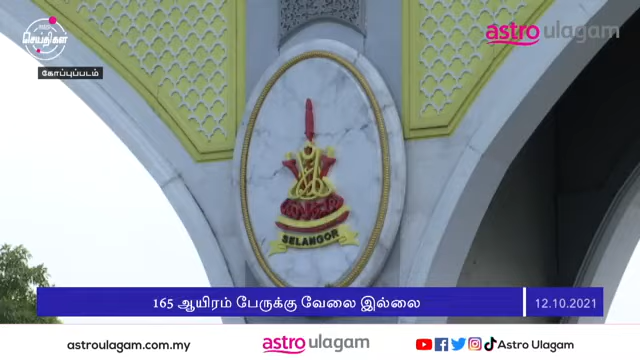 செய்திகள்
கோப்புப்படம்
astro ulagam
SELANGOR
165 ஆயிரம் பேருக்கு வேலை இல்லை
12.10.2021
astroulagam.com.my
astro ulagam
Astro Ulagam